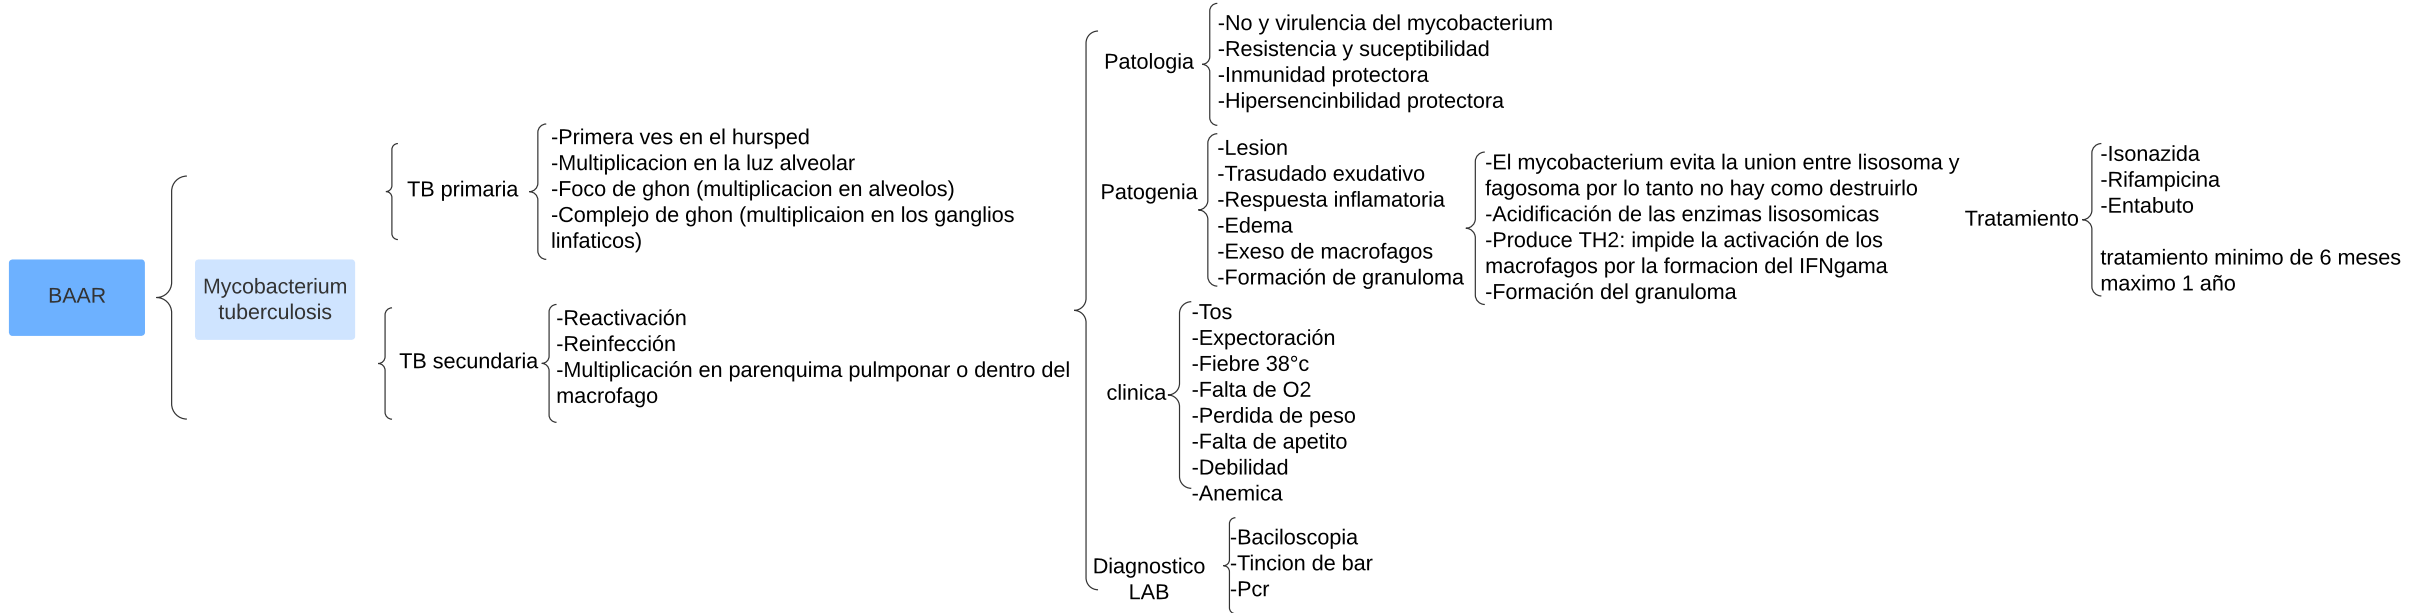 BAAR
Mycobacterium
tuberculosis
TB primaria
-Primera ves en el hursped
-Multiplicacion en la luz alveolar
-Foco de ghon (multiplicacion en alveolos)
-Complejo de ghon (multiplicaion en los ganglios
linfaticos)
TB secundaria
-Reactivación
-Reinfección
-Multiplicación en parenquima pulmponar o dentro del
macrofago
Patologia
-No y virulencia del mycobacterium
-Resistencia y suceptibilidad
-Inmunidad protectora
-Hipersencinbilidad protectora
Patogenia
-Lesion
-Trasudado exudativo
-Respuesta inflamatoria
-Edema
-Exeso de macrofagos
-Formación de granuloma
-El mycobacterium evita la union entre lisosoma y
fagosoma por lo tanto no hay como destruirlo
-Acidificación de las enzimas lisosomicas
-Produce TH2: impide la activación de los
macrofagos por la formacion del IFNgama
-Formación del granuloma
Tratamiento
-Isonazida
-Rifampicina
-Entabuto
tratamiento minimo de 6 meses
maximo 1 año
clinica
-Tos
-Expectoración
-Fiebre 38°c
-Falta de O2
-Perdida de peso
-Falta de apetito
-Debilidad
-Anemica
Diagnostico
LAB
-Baciloscopia
-Tincion de bar
-Pcr